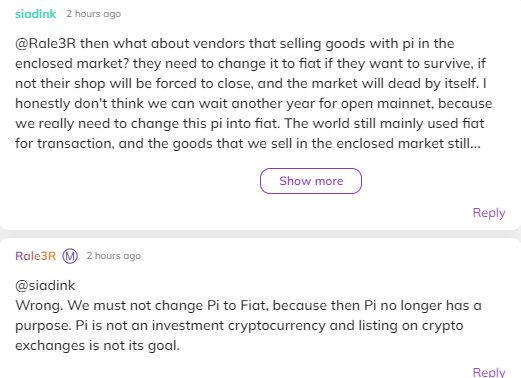 siadink 2 hours ago
@Rale3R then what about vendors that selling goods with pi in the
enclosed market? they need to change it to fiat if they want to survive, if
not their shop will be forced to close, and the market will dead by itself. I
honestly don't think we can wait another year for open mainnet, because
we really need to change this pi into fiat. The world still mainly used fiat
for transaction, and the goods that we sell in the enclosed market still...
Show more
Reply
Rale3R M 2 hours ago
@siadink
Wrong. We must not change Pi to Fiat, because then Pi no longer has a
purpose. Pi is not an investment cryptocurrency and listing on crypto
exchanges is not its goal.
Reply